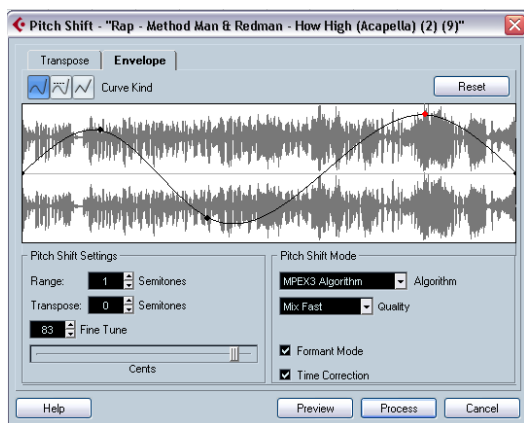 Pitch Shift - "Rap - Method Man & Redman - How High (Acapella) (2) (9)"
Transpose Envelope
Curve Kind Reset
Pitch Shift Settings Pitch Shift Mode
Range: 1 Semitones MPEX3 Algorithm Algorithm
Transpose: 0 Semitones Mix Fast Quality
83 Fine Tune
Formant Mode
Cents Time Correction
Help Preview Process Cancel